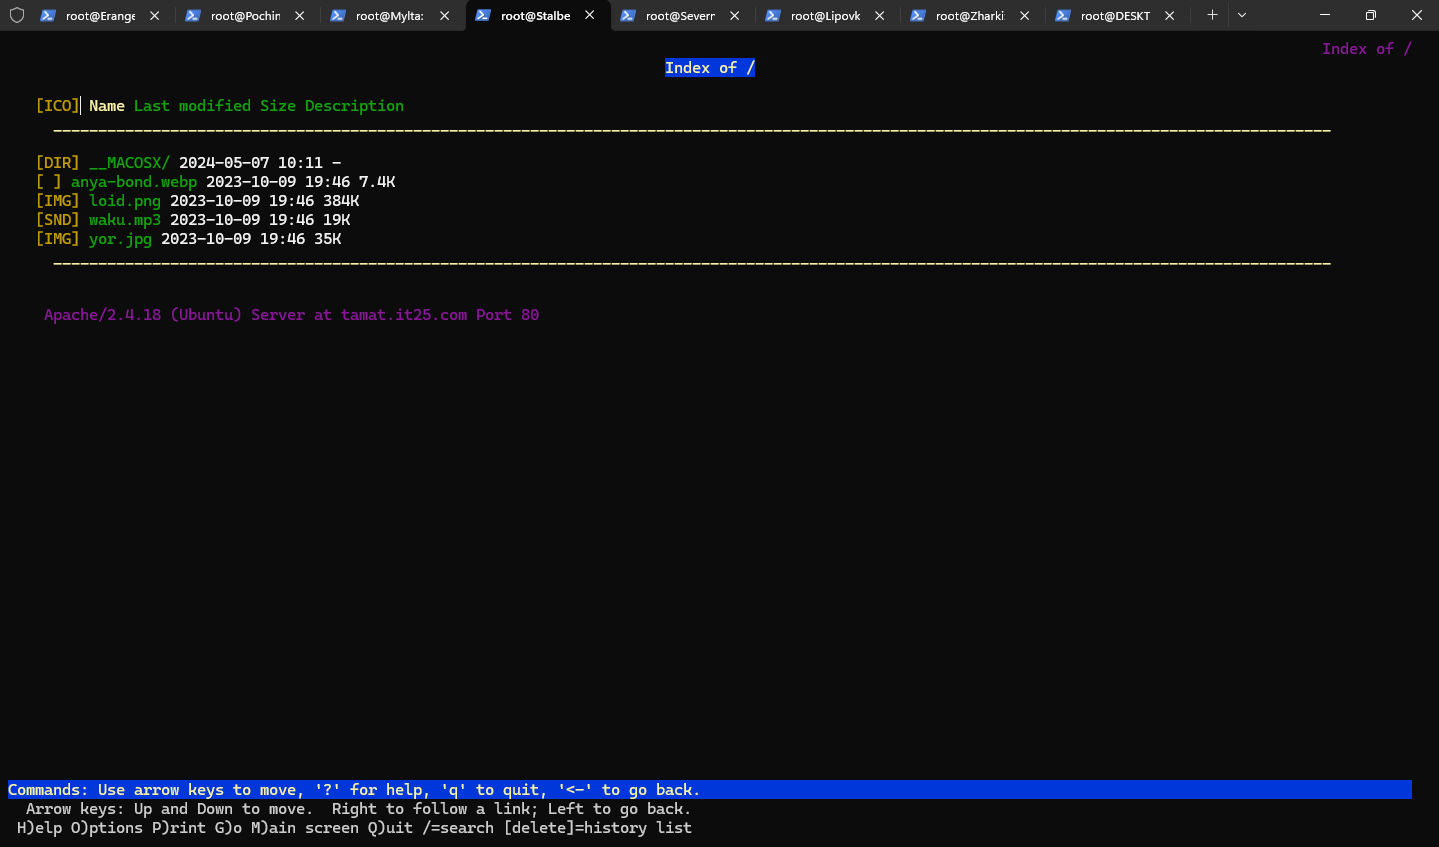 root@Erange root@Pochin root@Mylta: root@Stalbe root@Severr root@Lipovk root@Zharki root@DESKT
Index of /
Index of /
[ICO] Name Last modified Size Description
[DIR] __MACOSX/ 2024-05-07 10:11 -
[ ] anya-bond.webp 2023-10-09 19:46 7.4K
[IMG] loid.png 2023-10-09 19:46 384K
[SND] waku.mp3 2023-10-09 19:46 19K
[IMG] yor.jpg 2023-10-09 19:46 35K
Apache/2.4.18 (Ubuntu) Server at tamat.it25.com Port 80
Commands: Use arrow keys to move, '?' for help, 'q' to quit, '<-' to go back.
Arrow keys: Up and Down to move. Right to follow a link; Left to go back.
H)elp O)ptions P)rint G)o M)ain screen Q)uit /=search [delete]=history list